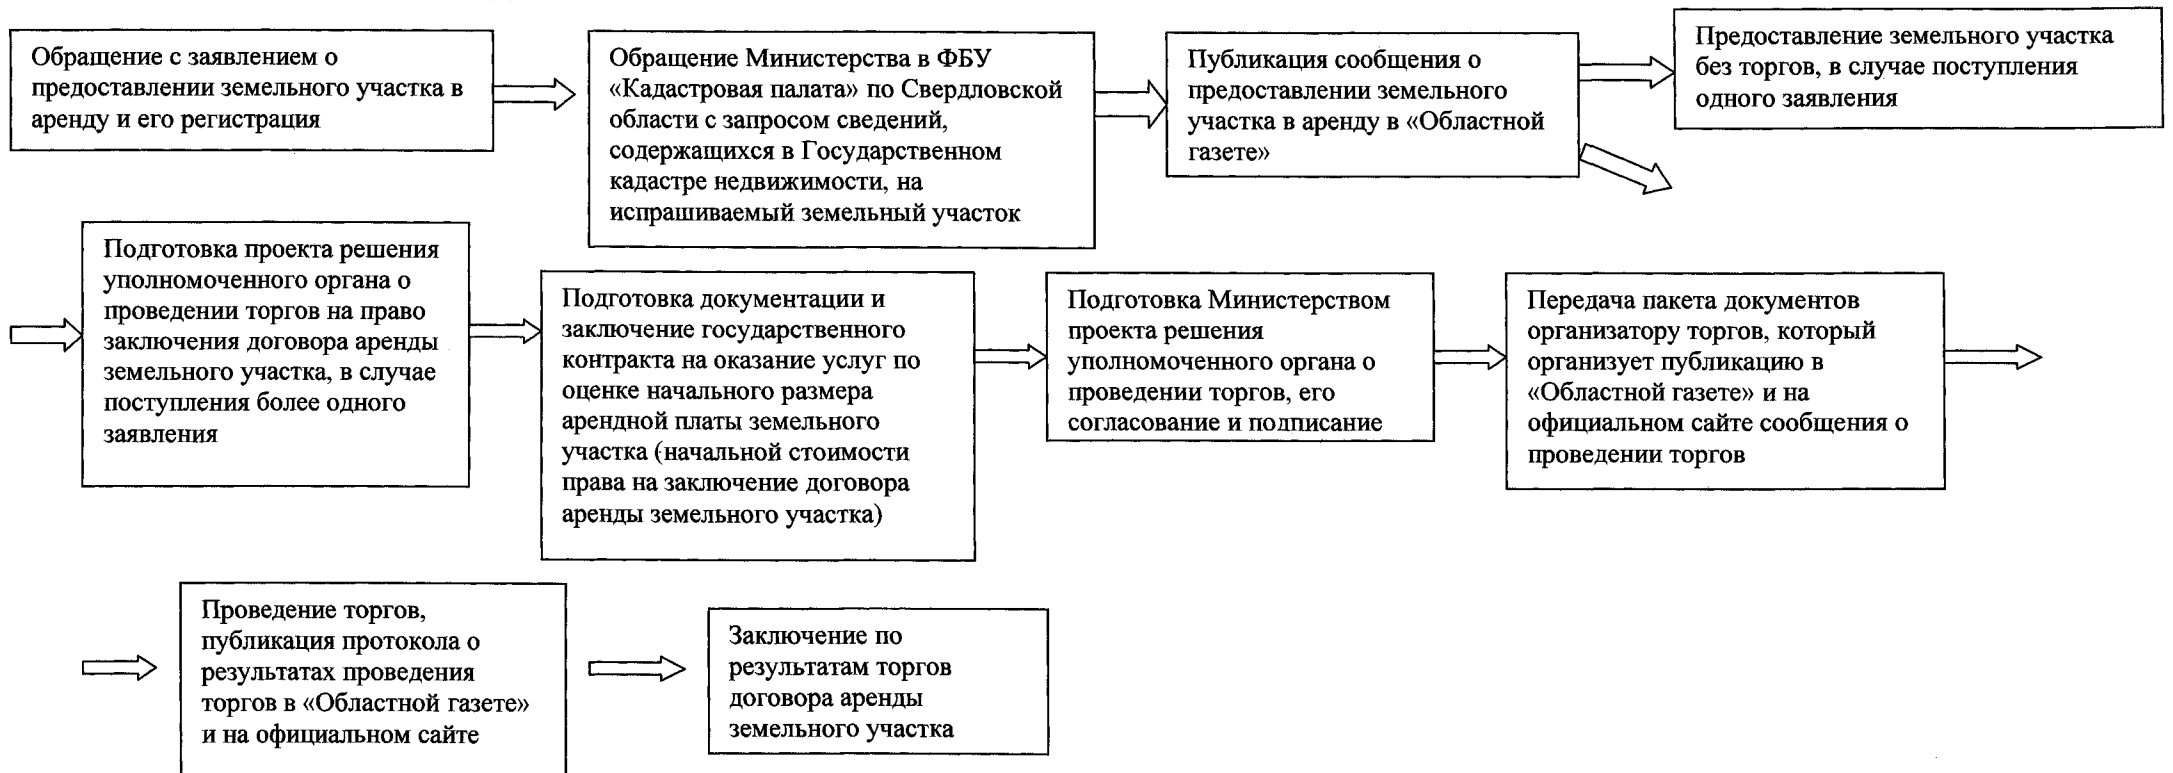 Обращение с заявлением о
предоставлении земельного участка в
аренду и его регистрация
Обращение Министерства в ФБУ
«Кадастровая палата» по Свердловской
области с запросом сведений,
содержащихся в Государственном
кадастре недвижимости, на
испрашиваемый земельный участок
Публикация сообщения о
предоставлении земельного
участка в аренду в «Областной
газете»
Предоставление земельного участка
без торгов, в случае поступления
одного заявления
Подготовка проекта решения
уполномоченного органа о
проведении торгов на право
заключения договора аренды
земельного участка, в случае
поступления более одного
заявления
Подготовка документации и
заключение государственного
контракта на оказание услуг по
оценке начального размера
арендной платы земельного
участка (начальной стоимости
права на заключение договора
аренды земельного участка)
Подготовка Министерством
проекта решения
уполномоченного органа о
проведении торгов, его
согласование и подписание
Передача пакета документов
организатору торгов, который
организует публикацию в
«Областной газете» и на
официальном сайте сообщения о
проведении торгов
Проведение торгов,
публикация протокола о
результатах проведения
торгов в «Областной газете»
и на официальном сайте
Заключение по
результатам торгов
договора аренды
земельного участка